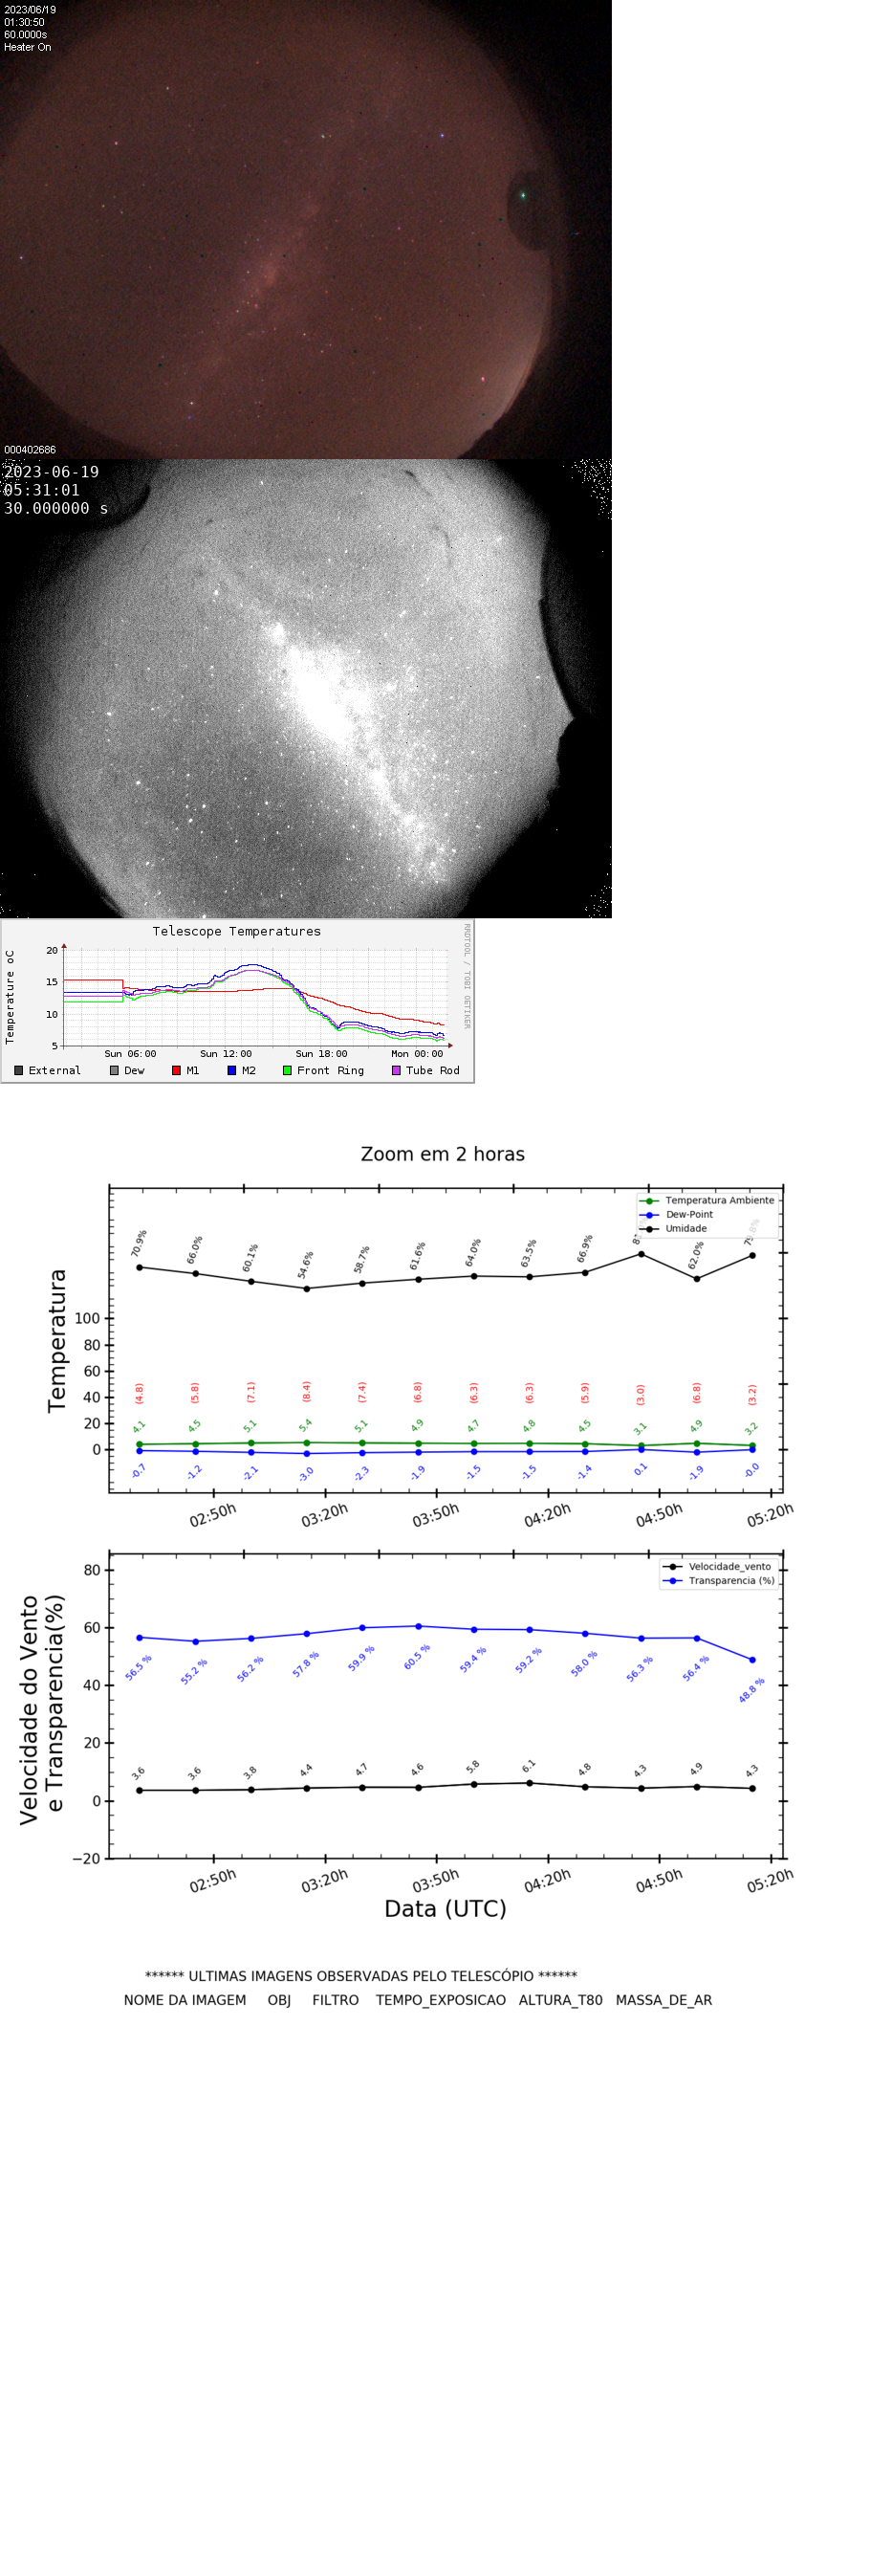 2023/06/19
01:30:50
60.0000s
Heater On
000402686
2023-06-19
05:31:01
30.000000 s
Telescope Temperatures
RRDTOOL / TOBI OETIKER
Temperature oC
20
15
10
5
Sun 06:00 Sun 12:00 Sun 18:00 Mon 00:00
External Dew M1 M2 Front Ring Tube Rod
Zoom em 2 horas
Temperatura Ambiente
Dew-Point
Umidade
70.9% 66.0% 60.1% 54.6% 58.7% 61.6% 64.0% 63.5% 66.9% 62.0%
Temperatura
100
80
60
40
20
0
(4.8) (5.8) (7.1) (8.4) (7.4) (6.8) (6.3) (6.3) (5.9) (3.0) (6.8) (3.2)
4.1 4.5 5.1 5.4 5.1 4.9 4.7 4.8 4.5 3.1 4.9 3.2
-0.7 -1.2 -2.1 -3.0 -2.3 -1.9 -1.5 -1.5 -1.4 0.1 -1.9 -0.0
02:50h 03:20h 03:50h 04:20h 04:50h 05:20h
Velocidade_vento
Transparencia (%)
Velocidade do Vento
e Transparencia(%)
80
60
40
20
0
−20
56.5 % 55.2 % 56.2 % 57.8 % 59.9 % 60.5 % 59.4 % 59.2 % 58.0 % 56.3 % 56.4 % 48.8 %
3.6 3.6 3.8 4.4 4.7 4.6 5.8 6.1 4.8 4.3 4.9 4.3
02:50h 03:20h 03:50h 04:20h 04:50h 05:20h
Data (UTC)
****** ULTIMAS IMAGENS OBSERVADAS PELO TELESCÓPIO ******
NOME DA IMAGEM OBJ FILTRO TEMPO_EXPOSICAO ALTURA_T80 MASSA_DE_AR